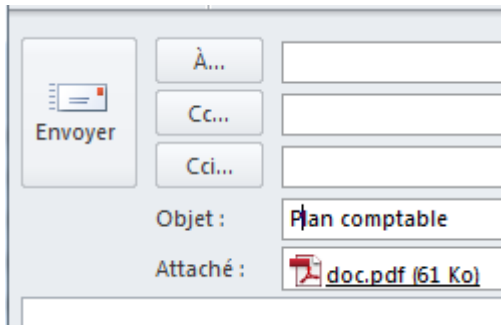 À...
Envoyer
Cc...
Cci...
Objet : Plan comptable
Attaché : doc.pdf (61 Ko)